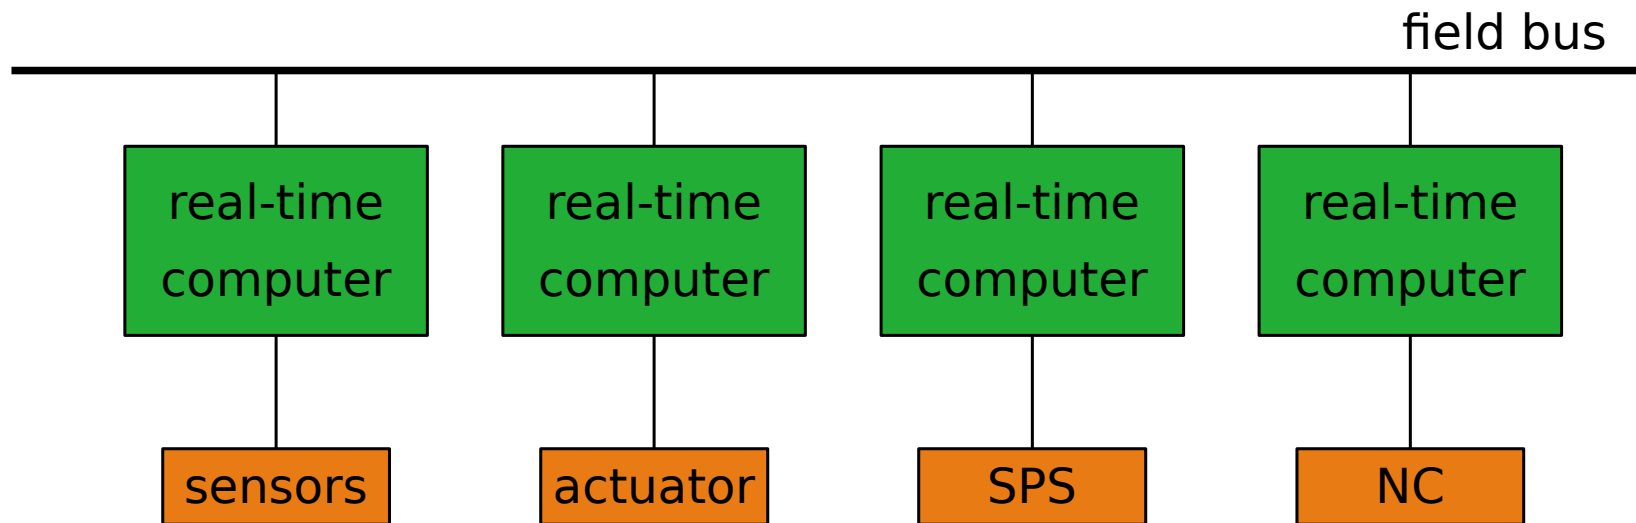 field bus
real-time real-time real-time real-time
computer computer computer computer
sensors actuator SPS NC